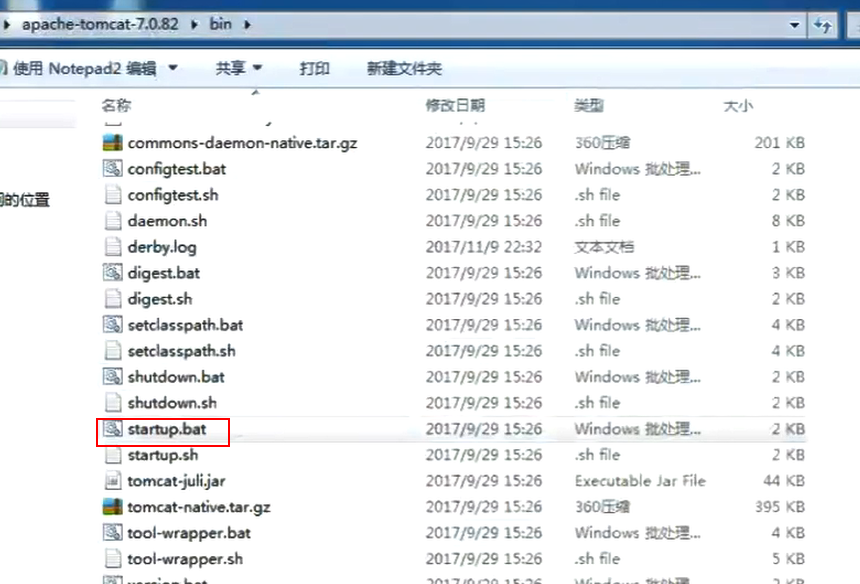 apache-tomcat-7.0.82 bin
使用 Notepad2 编辑 共享 打印 新建文件夹
名称 修改日期 类型 大小
commons-daemon-native.tar.gz 2017/9/29 15:26 360压缩 201 KB
configtest.bat 2017/9/29 15:26 Windows 批处理... 2 KB
的位置
configtest.sh 2017/9/29 15:26 .sh file 2 KB
daemon.sh 2017/9/29 15:26 .sh file 8 KB
derby.log 2017/11/9 22:32 文本文档 1 KB
digest.bat 2017/9/29 15:26 Windows 批处理... 3 KB
digest.sh 2017/9/29 15:26 .sh file 2 KB
setclasspath.bat 2017/9/29 15:26 Windows 批处理... 4 KB
setclasspath.sh 2017/9/29 15:26 .sh file 4 KB
shutdown.bat 2017/9/29 15:26 Windows 批处理... 2 KB
shutdown.sh 2017/9/29 15:26 .sh file 2 KB
startup.bat 2017/9/29 15:26 Windows 批处理... 2 KB
startup.sh 2017/9/29 15:26 .sh file 2 KB
tomcat-juli.jar 2017/9/29 15:26 Executable Jar File 44 KB
tomcat-native.tar.gz 2017/9/29 15:26 360压缩 395 KB
tool-wrapper.bat 2017/9/29 15:26 Windows 批处理... 4 KB
tool-wrapper.sh 2017/9/29 15:26 .sh file 5 KB
version.bat 2017/9/29 15:26 Windows 批处理... 2 KB